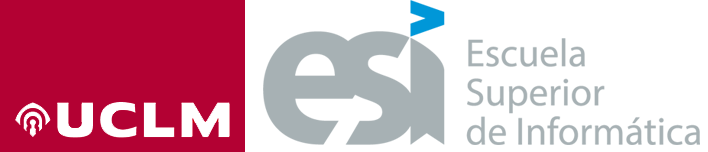 UCLM
esi
Escuela
Superior
de Informática